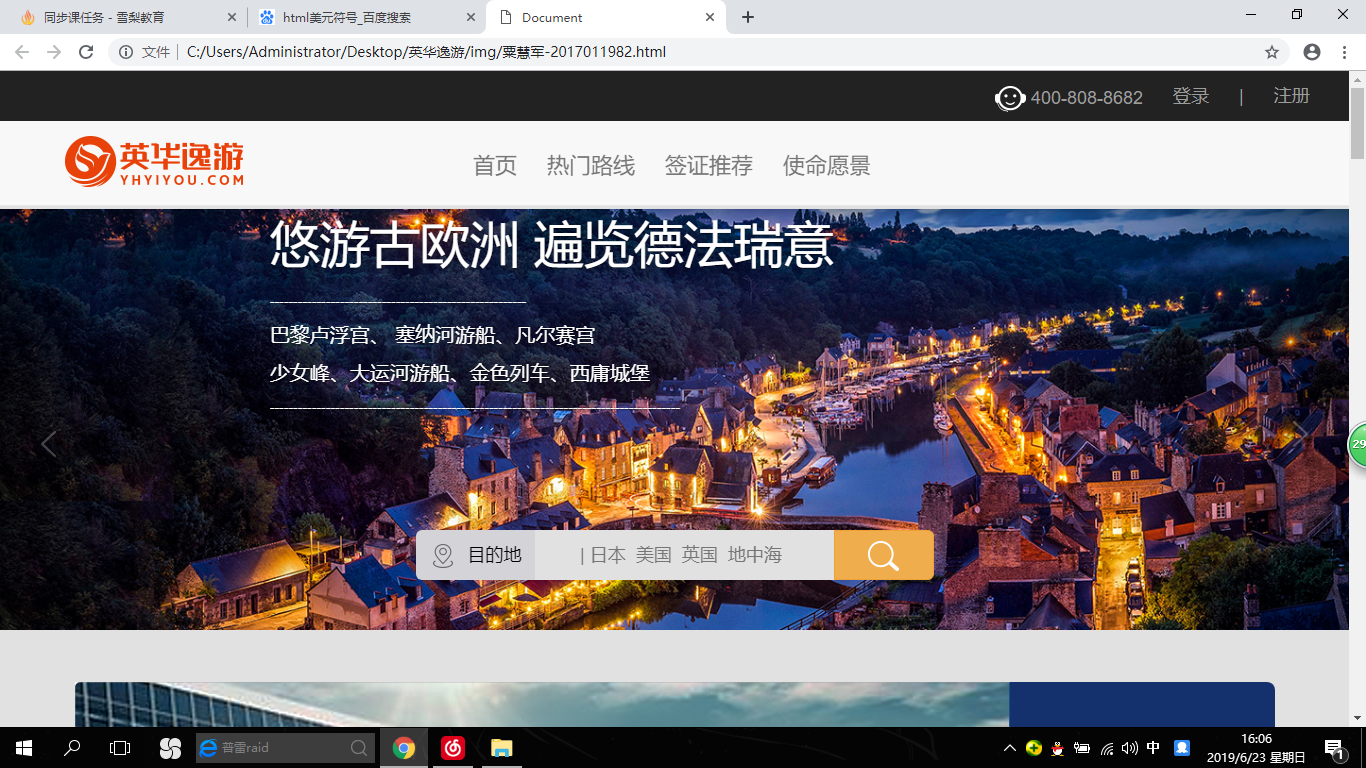 同步课任务 - 雪梨教育
html美元符号_百度搜索
Document
文件 | C:/Users/Administrator/Desktop/英华逸游/img/粟慧军-2017011982.html
400-808-8682 登录 | 注册
英华逸游
YHYIYOU.COM
首页 热门路线 签证推荐 使命愿景
悠游古欧洲 遍览德法瑞意
巴黎卢浮宫、 塞纳河游船、凡尔赛宫
少女峰、大运河游船、金色列车、西庸城堡
29
目的地 | 日本 美国 英国 地中海
普雷raid
中
16:06
2019/6/23 星期日
1